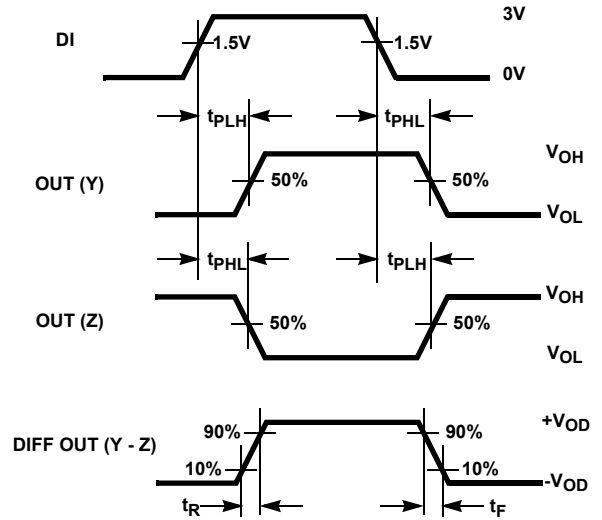 3V
DI
1.5V
1.5V
0V
tPLH
tPHL
VOH
OUT (Y)
50%
50%
VOL
tPHL
tPLH
VOH
OUT (Z)
50%
50%
VOL
+VOD
90%
90%
DIFF OUT (Y - Z)
10%
10%
-VOD
tR
tF